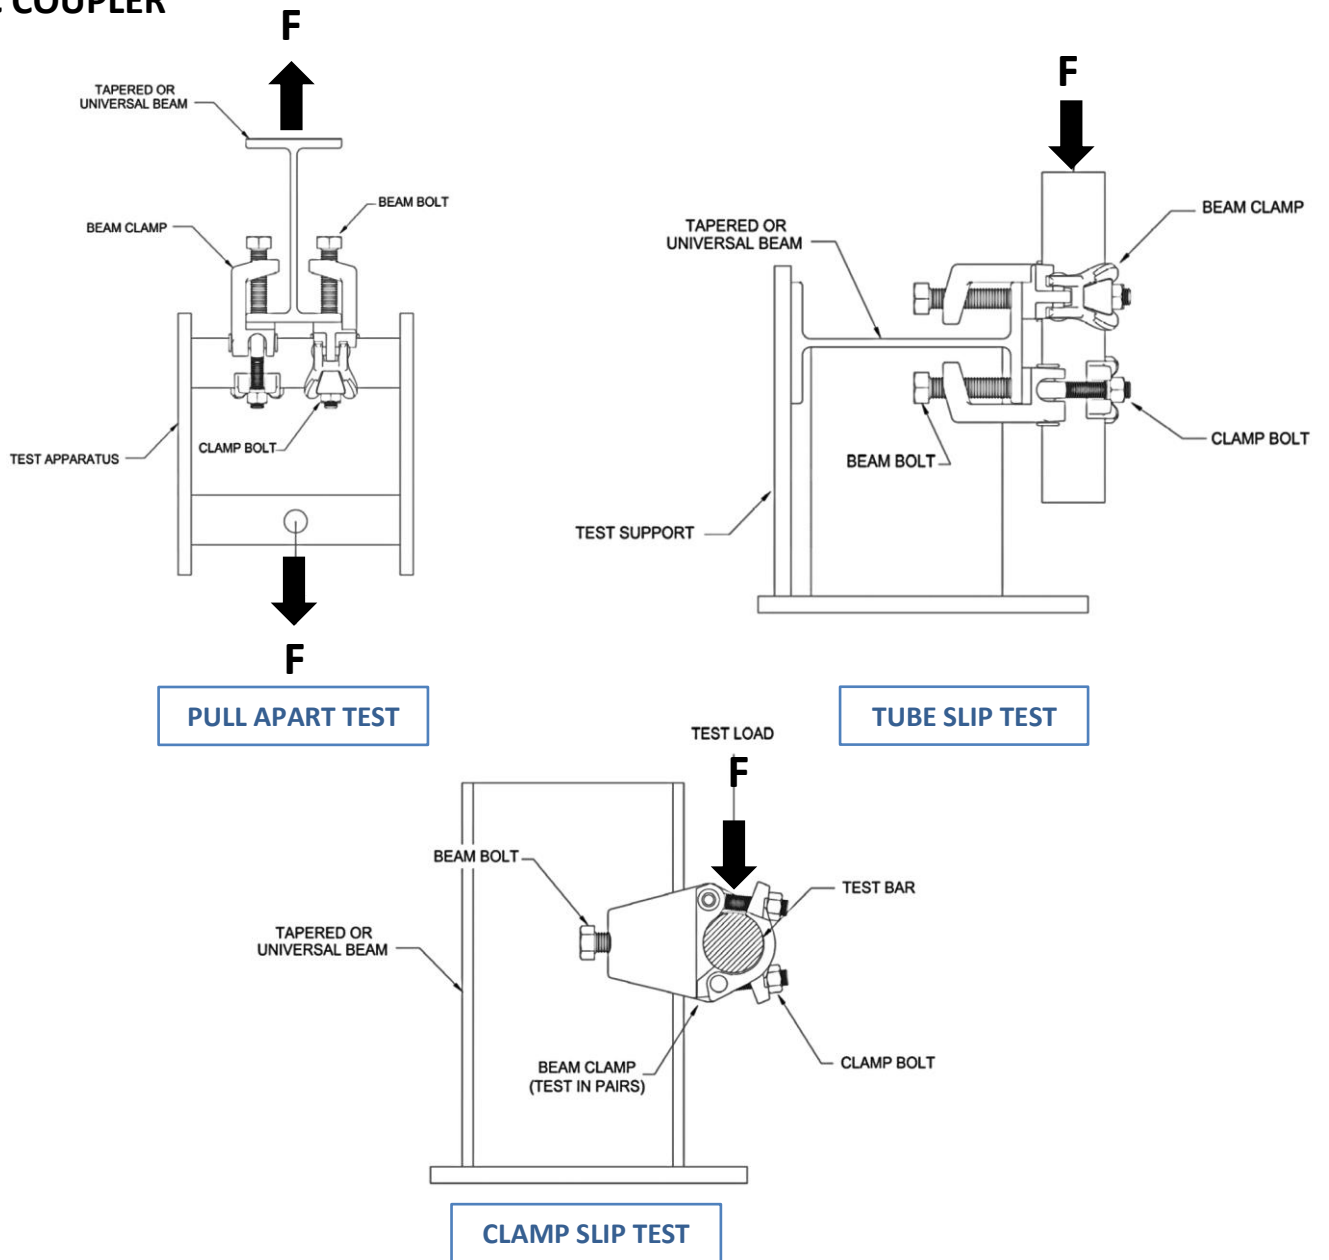 COUPLER
F
TAPERED OR
UNIVERSAL BEAM
BEAM BOLT
BEAM CLAMP
CLAMP BOLT
TEST APPARATUS
F
PULL APART TEST
F
BEAM CLAMP
TAPERED OR
UNIVERSAL BEAM
CLAMP BOLT
BEAM BOLT
TEST SUPPORT
TUBE SLIP TEST
TEST LOAD
F
BEAM BOLT
TEST BAR
TAPERED OR
UNIVERSAL BEAM
BEAM CLAMP
(TEST IN PAIRS)
CLAMP BOLT
CLAMP SLIP TEST